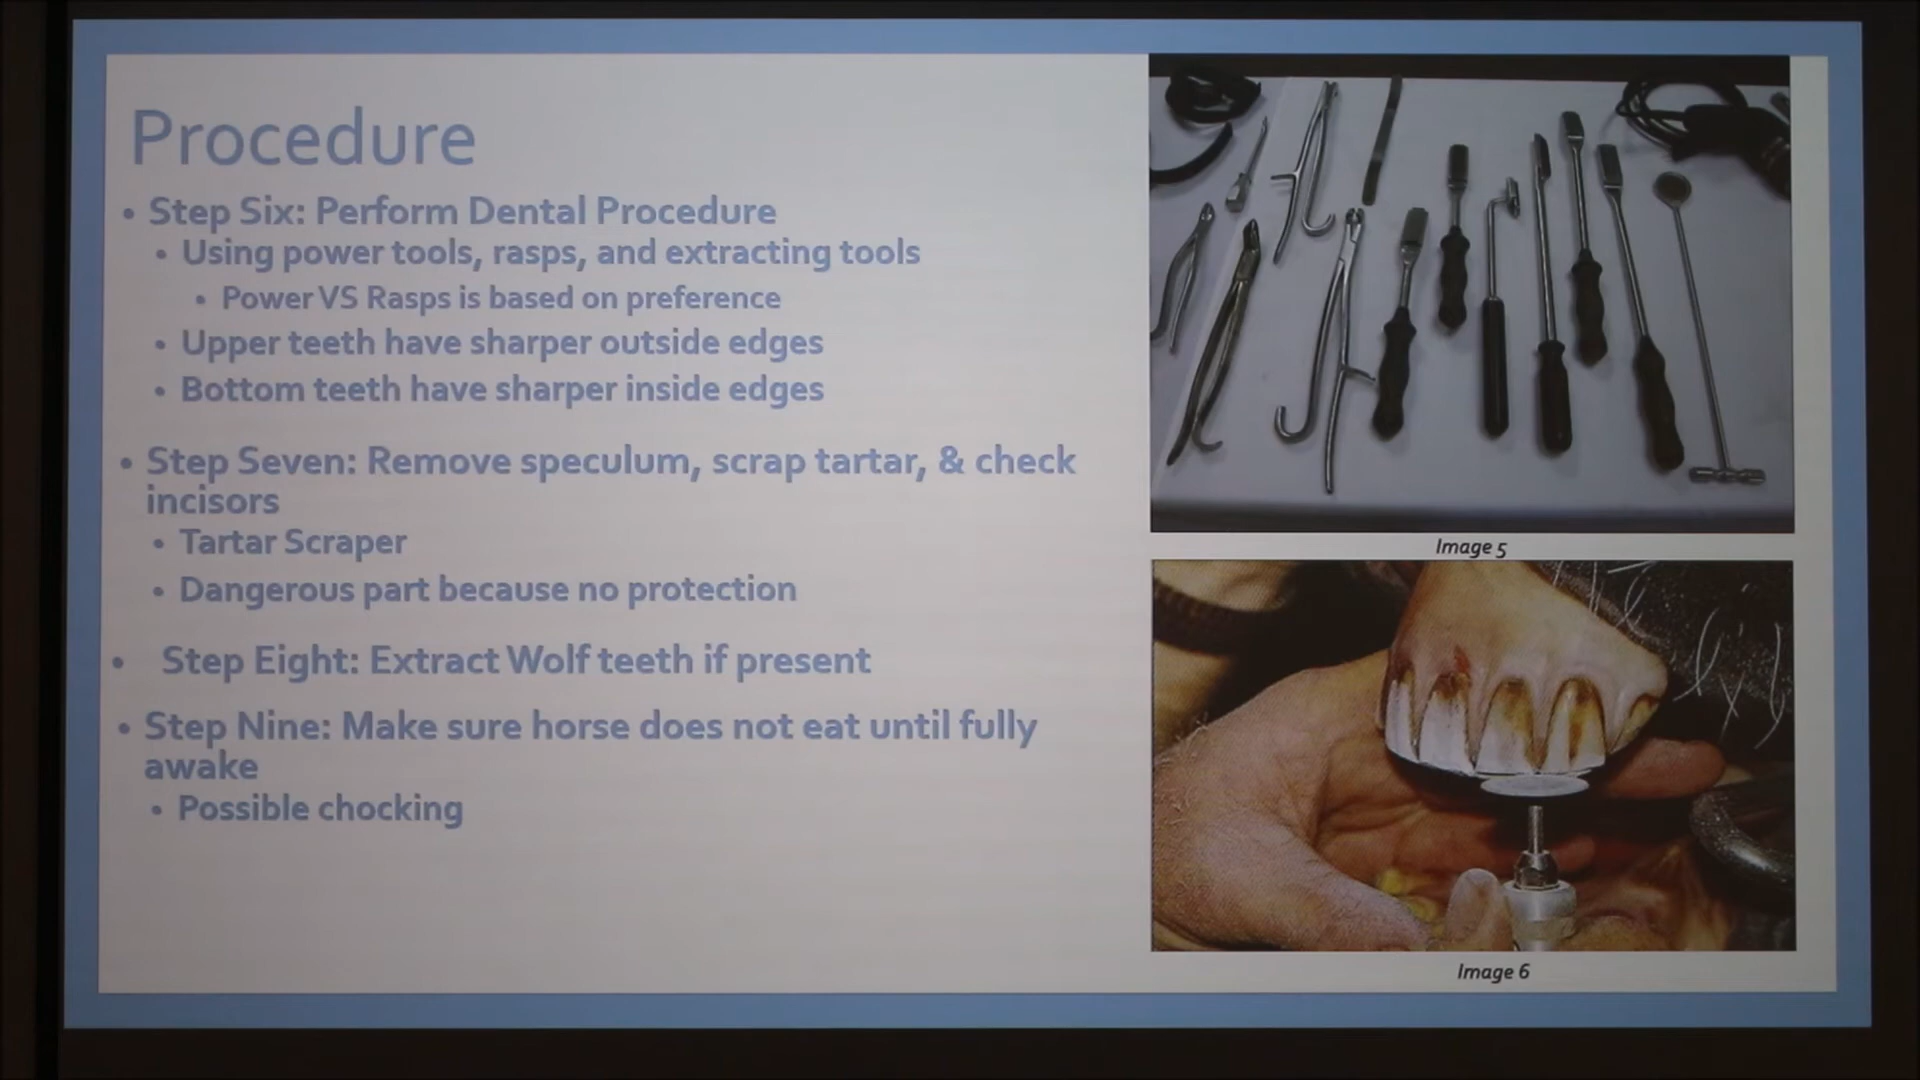 Procedure
• Step Six: Perform Dental Procedure
• Using power tools, rasps, and extracting tools
• Power VS Rasps is based on preference
• Upper teeth have sharper outside edges
• Bottom teeth have sharper inside edges
• Step Seven: Remove speculum, scrap tartar, & check
incisors
• Tartar Scraper
• Dangerous part because no protection
• Step Eight: Extract Wolf teeth if present
• Step Nine: Make sure horse does not eat until fully
awake
• Possible chocking
Image 5
Image 6